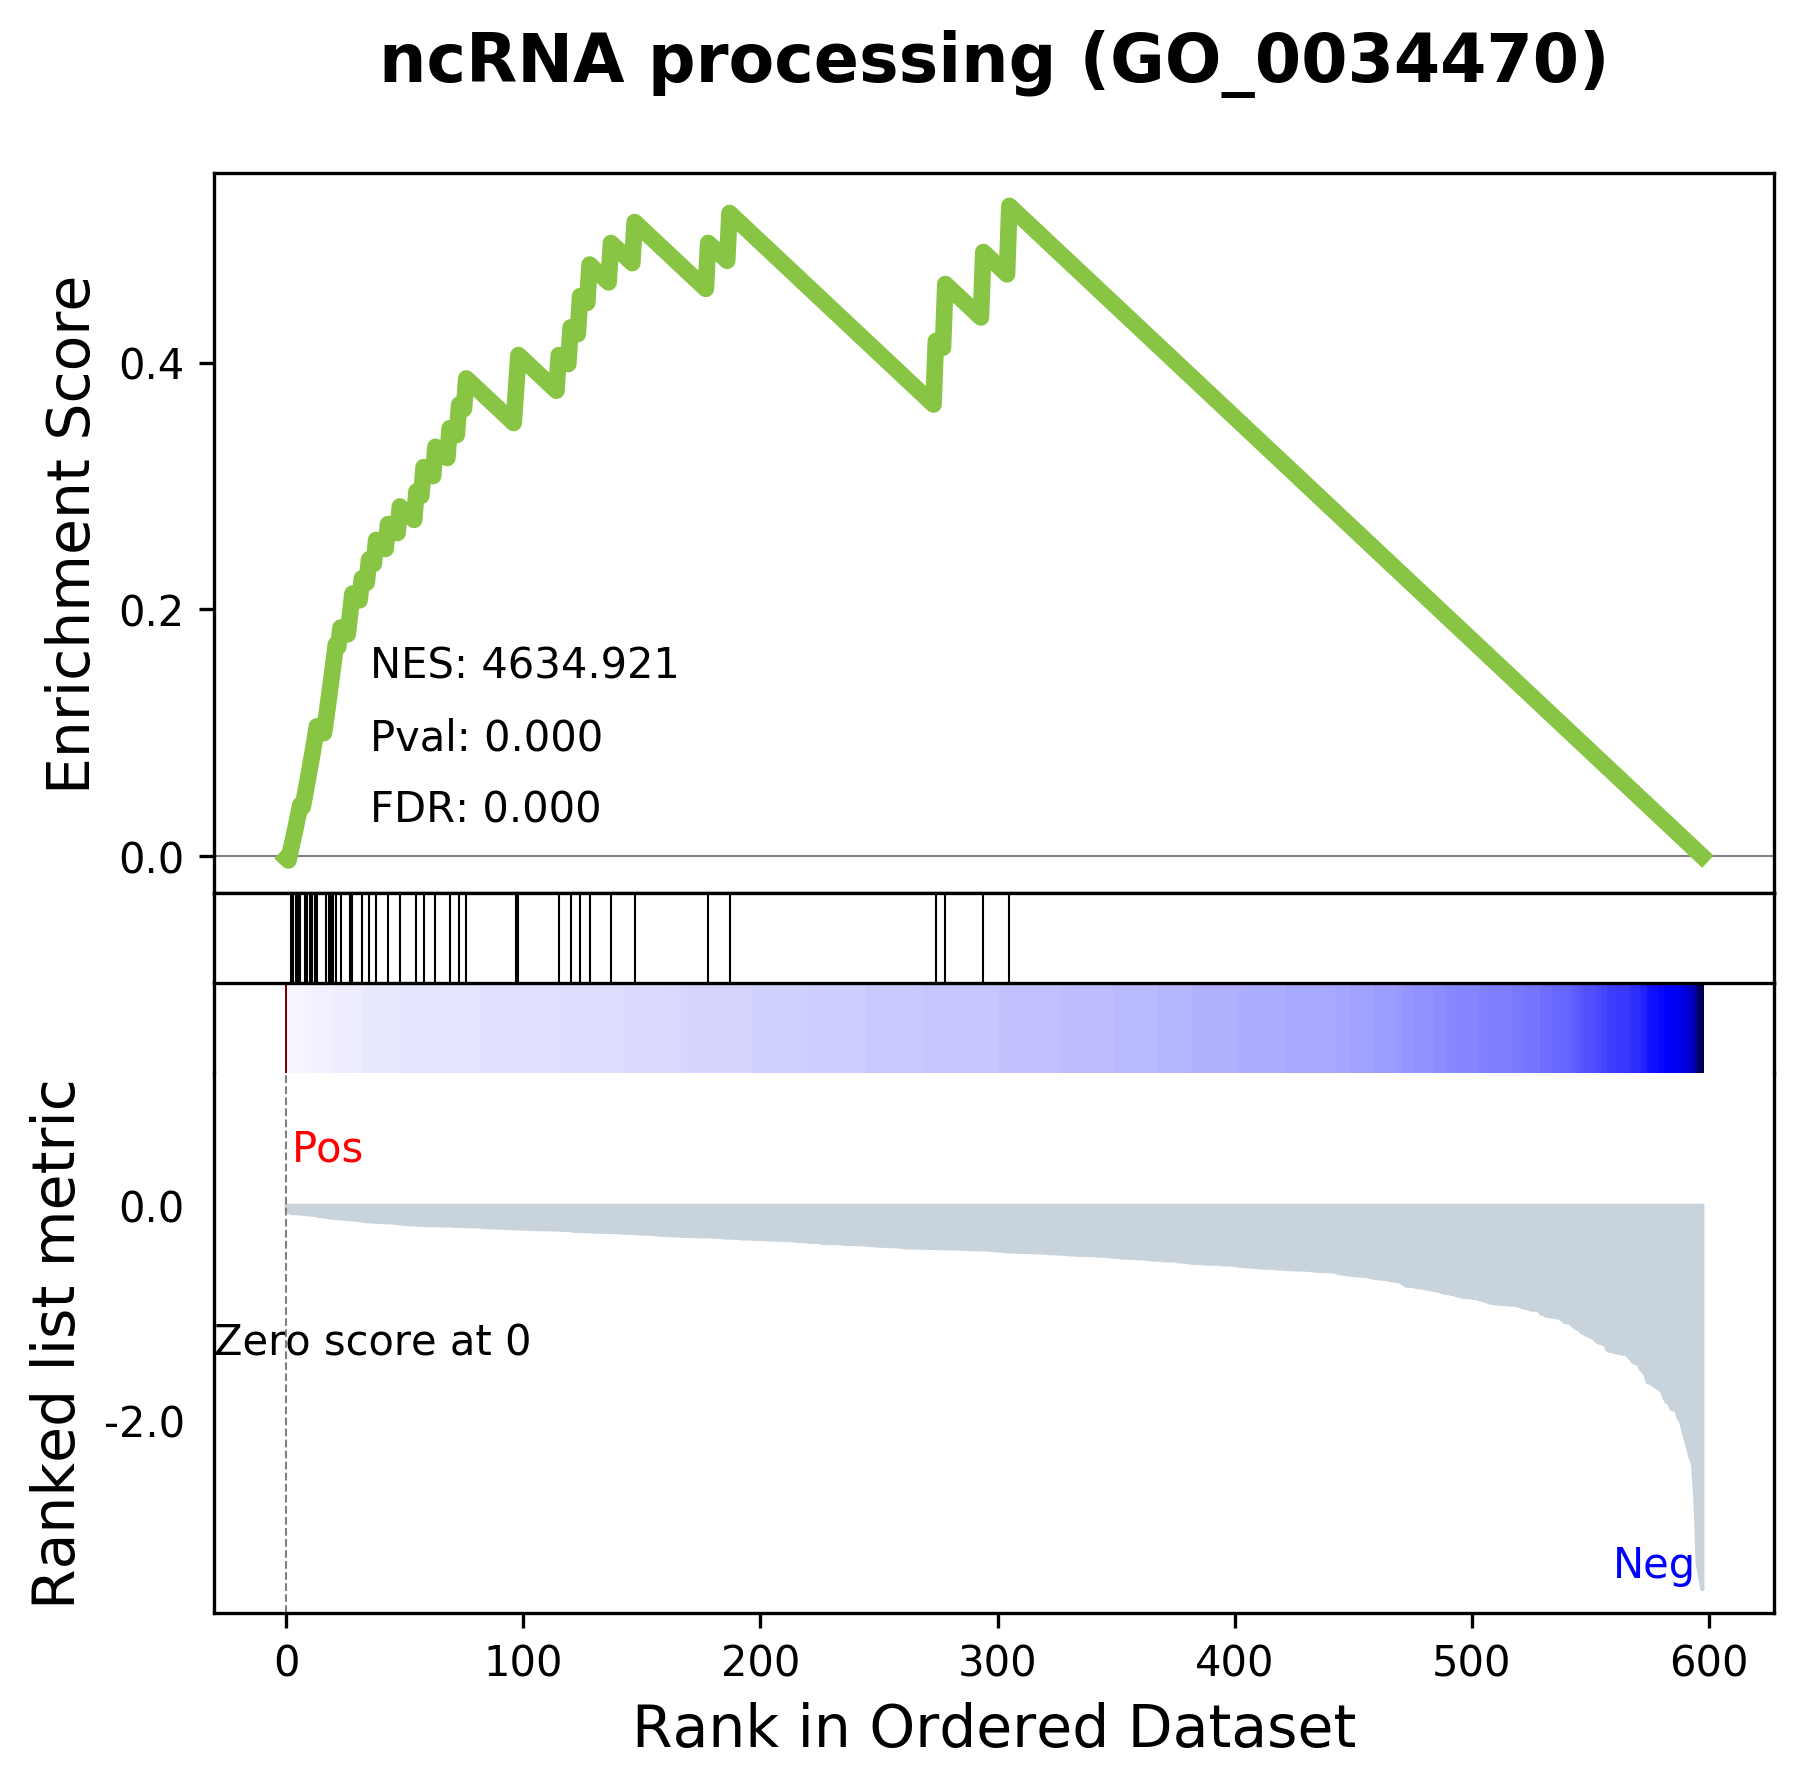 ncRNA processing (GO_0034470)
Enrichment Score
0.4
0.2
0.0
NES: 4634.921
Pval: 0.000
FDR: 0.000
Ranked list metric
Pos
0.0
Zero score at 0
-2.0
Neg
0 100 200 300 400 500 600
Rank in Ordered Dataset